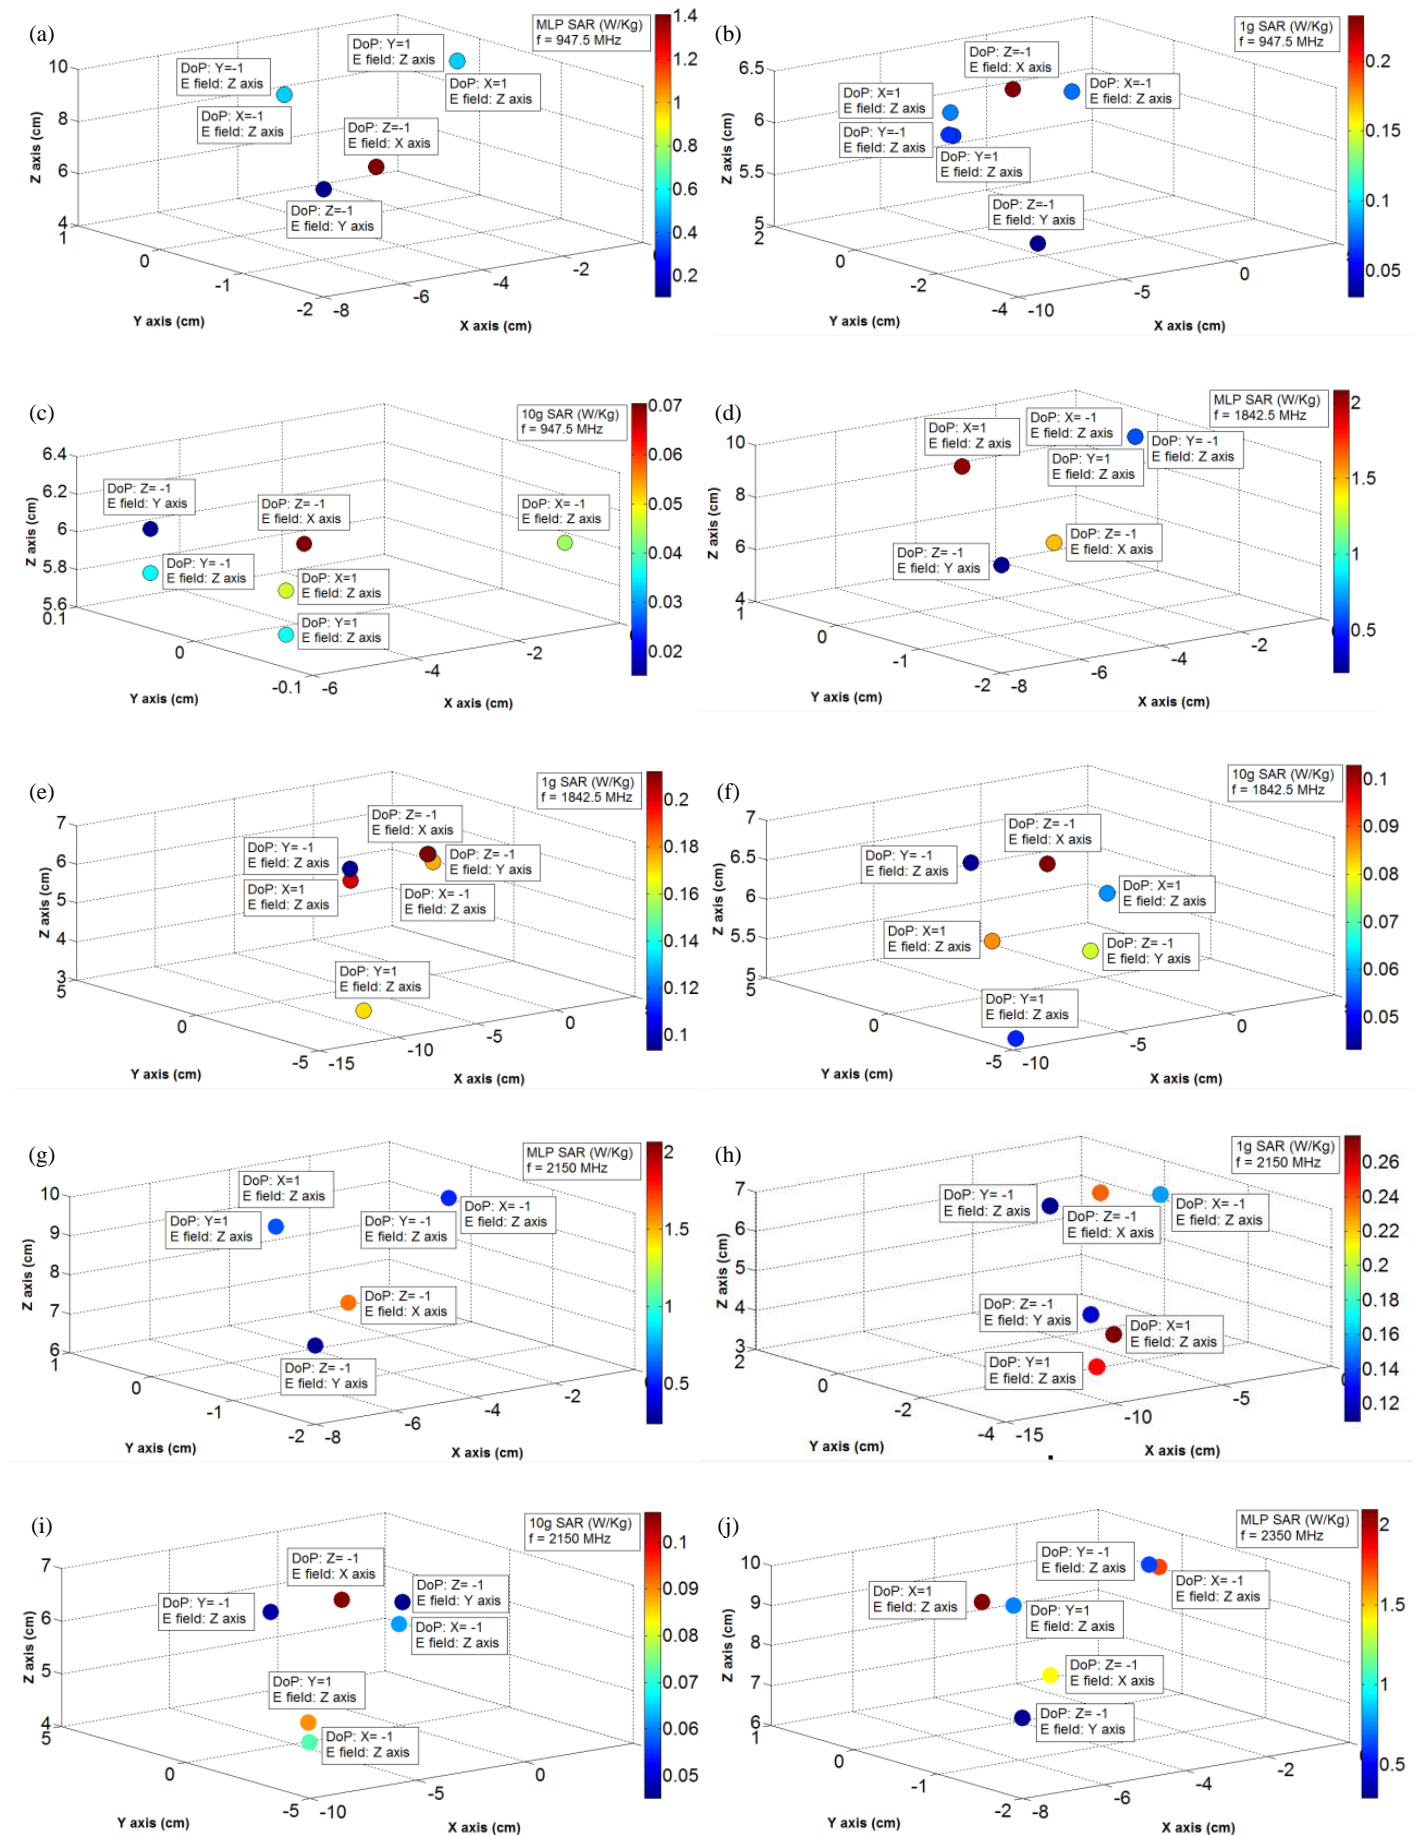 (a)
MLP SAR (W/Kg)
f = 947.5 MHz
DoP: Y=1
E field: Z axis
DoP: Y=-1
E field: Z axis
DoP: X=1
E field: Z axis
DoP: X=-1
E field: Z axis
DoP: Z=-1
E field: X axis
DoP: Z=-1
E field: Y axis
Z axis (cm)
10
8
6
4
1
0
-1
-2
-8
-6
-4
-2
Y axis (cm)
X axis (cm)
1.4
1.2
1
0.8
0.6
0.4
0.2
(b)
1g SAR (W/Kg)
f = 947.5 MHz
DoP: Z=-1
E field: X axis
DoP: X=1
E field: Z axis
DoP: X=-1
E field: Z axis
DoP: Y=-1
E field: Z axis
DoP: Y=1
E field: Z axis
DoP: Z=-1
E field: Y axis
Z axis (cm)
6.5
6
5.5
5
2
0
-2
-4
-10
-5
0
Y axis (cm)
X axis (cm)
0.2
0.15
0.1
0.05
(c)
10g SAR (W/Kg)
f = 947.5 MHz
DoP: Z= -1
E field: Y axis
DoP: Z= -1
E field: X axis
DoP: X= -1
E field: Z axis
DoP: Y= -1
E field: Z axis
DoP: X=1
E field: Z axis
DoP: Y=1
E field: Z axis
Z axis (cm)
6.4
6.2
6
5.8
5.6
0.1
0
-0.1
-6
-4
-2
Y axis (cm)
X axis (cm)
0.07
0.06
0.05
0.04
0.03
0.02
(d)
MLP SAR (W/Kg)
f = 1842.5 MHz
DoP: X=1
E field: Z axis
DoP: X= -1
E field: Z axis
DoP: Y= -1
E field: Z axis
DoP: Y=1
E field: Z axis
DoP: Z= -1
E field: X axis
DoP: Z= -1
E field: Y axis
Z axis (cm)
10
8
6
4
1
0
-1
-2
-8
-6
-4
-2
Y axis (cm)
X axis (cm)
2
1.5
1
0.5
(e)
1g SAR (W/Kg)
f = 1842.5 MHz
DoP: Z= -1
E field: X axis
DoP: Y= -1
E field: Z axis
DoP: Z= -1
E field: Y axis
DoP: X=1
E field: Z axis
DoP: X= -1
E field: Z axis
DoP: Y=1
E field: Z axis
Z axis (cm)
7
6
5
4
3
5
0
-5
-15
-10
-5
0
Y axis (cm)
X axis (cm)
0.2
0.18
0.16
0.14
0.12
0.1
(f)
10g SAR (W/Kg)
f = 1842.5 MHz
DoP: Z= -1
E field: X axis
DoP: Y= -1
E field: Z axis
DoP: X=1
E field: Z axis
DoP: X=1
E field: Z axis
DoP: Z= -1
E field: Y axis
DoP: Y=1
E field: Z axis
Z axis (cm)
7
6.5
6
5.5
5
5
0
-5
-10
-5
0
Y axis (cm)
X axis (cm)
0.1
0.09
0.08
0.07
0.06
0.05
(g)
MLP SAR (W/Kg)
f = 2150 MHz
DoP: X=1
E field: Z axis
DoP: Y=1
E field: Z axis
DoP: X= -1
E field: Z axis
DoP: Y= -1
E field: Z axis
DoP: Z= -1
E field: X axis
DoP: Z= -1
E field: Y axis
Z axis (cm)
10
9
8
7
6
1
0
-1
-2
-8
-6
-4
-2
Y axis (cm)
X axis (cm)
2
1.5
1
0.5
(h)
1g SAR (W/Kg)
f = 2150 MHz
DoP: Y= -1
E field: Z axis
DoP: Z= -1
E field: X axis
DoP: X= -1
E field: Z axis
DoP: Z= -1
E field: Y axis
DoP: X=1
E field: Z axis
DoP: Y=1
E field: Z axis
Z axis (cm)
7
6
5
4
3
2
0
-2
-4
-15
-10
-5
Y axis (cm)
X axis (cm)
0.26
0.24
0.22
0.2
0.18
0.16
0.14
0.12
(i)
10g SAR (W/Kg)
f = 2150 MHz
DoP: Z= -1
E field: X axis
DoP: Y= -1
E field: Z axis
DoP: Z= -1
E field: Y axis
DoP: X= -1
E field: Z axis
DoP: Y=1
E field: Z axis
DoP: X= -1
E field: Z axis
Z axis (cm)
7
6
5
4
5
0
-5
-10
-5
0
Y axis (cm)
X axis (cm)
0.1
0.09
0.08
0.07
0.06
0.05
(j)
MLP SAR (W/Kg)
f = 2350 MHz
DoP: Y= -1
E field: Z axis
DoP: X= -1
E field: Z axis
DoP: X=1
E field: Z axis
DoP: Y=1
E field: Z axis
DoP: Z= -1
E field: X axis
DoP: Z= -1
E field: Y axis
Z axis (cm)
10
9
8
7
6
1
0
-1
-2
-8
-6
-4
-2
Y axis (cm)
X axis (cm)
2
1.5
1
0.5